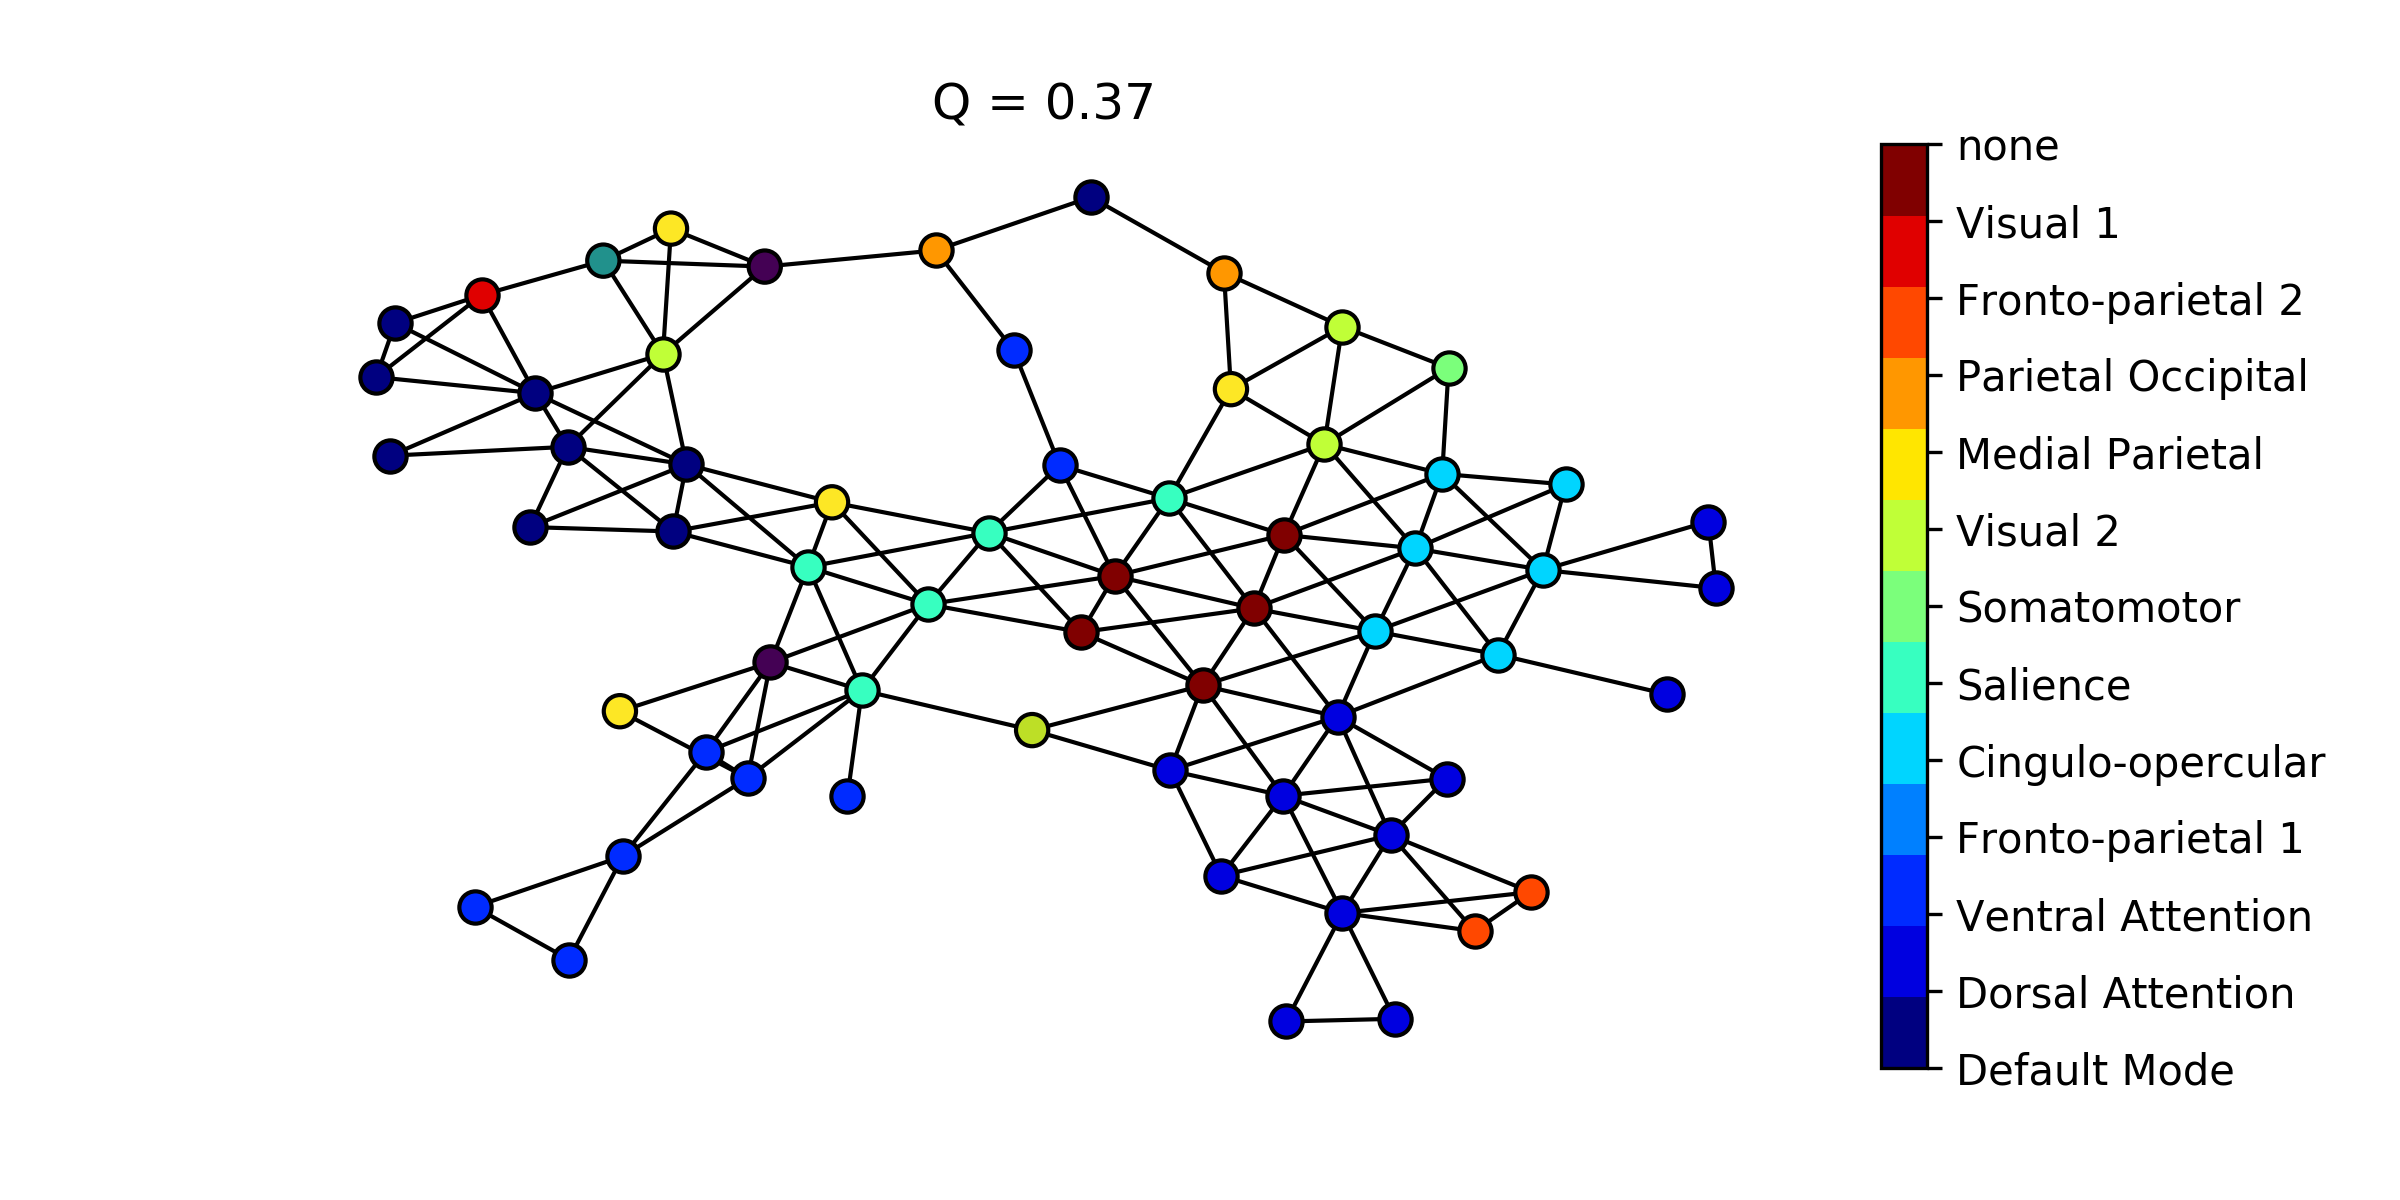 Q = 0.37
none
Visual 1
Fronto-parietal 2
Parietal Occipital
Medial Parietal
Visual 2
Somatomotor
Salience
Cingulo-opercular
Fronto-parietal 1
Ventral Attention
Dorsal Attention
Default Mode